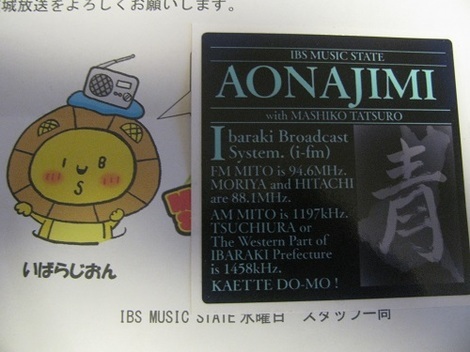 城放送をよろしくお願いします。
I B
S
いばらじおん
IBS MUSIC STATE
AONAJIMI
with MASHIKO TATSURO
Ibaraki Broadcast
System. (i-fm)
FM MITO is 94.6MHz.
MORIYA and HITACHI
are 88.1MHz.
AM MITO is 1197kHz.
TSUCHIURA or
The Western Part of
IBARAKI Prefecture
is 1458kHz.
KAETTE DO-MO !
青
IBS MUSIC STATE 水曜日 スタッフ一同